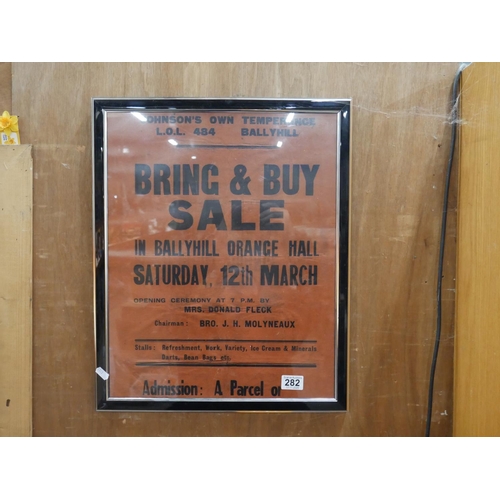 JOHNSON'S OWN TEMPERANCE
L.O.L. 484 BALLYHILL
BRING & BUY
SALE
IN BALLYHILL ORANGE HALL
SATURDAY, 12th MARCH
OPENING CEREMONY AT 7 P.M. BY
MRS. DONALD FLECK
Chairman: BRO. J. H. MOLYNEAUX
Stalls: Refreshment, Work, Variety, Ice Cream & Minerals
Darts, Bean Bags etc.
Admission: A Parcel or
282